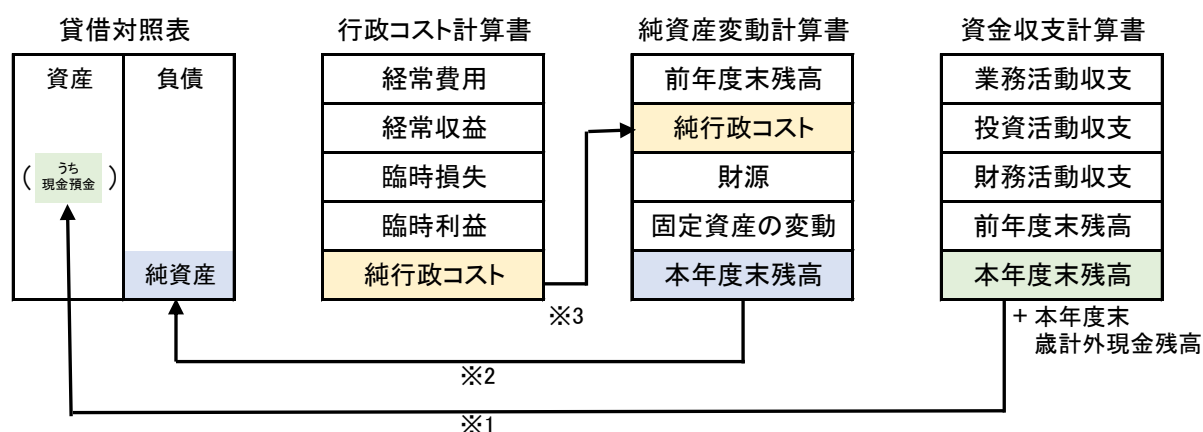 貸借対照表
資産
負債
(うち
現金預金)
純資産
行政コスト計算書
経常費用
経常収益
臨時損失
臨時利益
純行政コスト
純資産変動計算書
前年度末残高
純行政コスト
財源
固定資産の変動
本年度末残高
資金収支計算書
業務活動収支
投資活動収支
財務活動収支
前年度末残高
本年度末残高
+ 本年度末
歳計外現金残高
※3
※2
※1